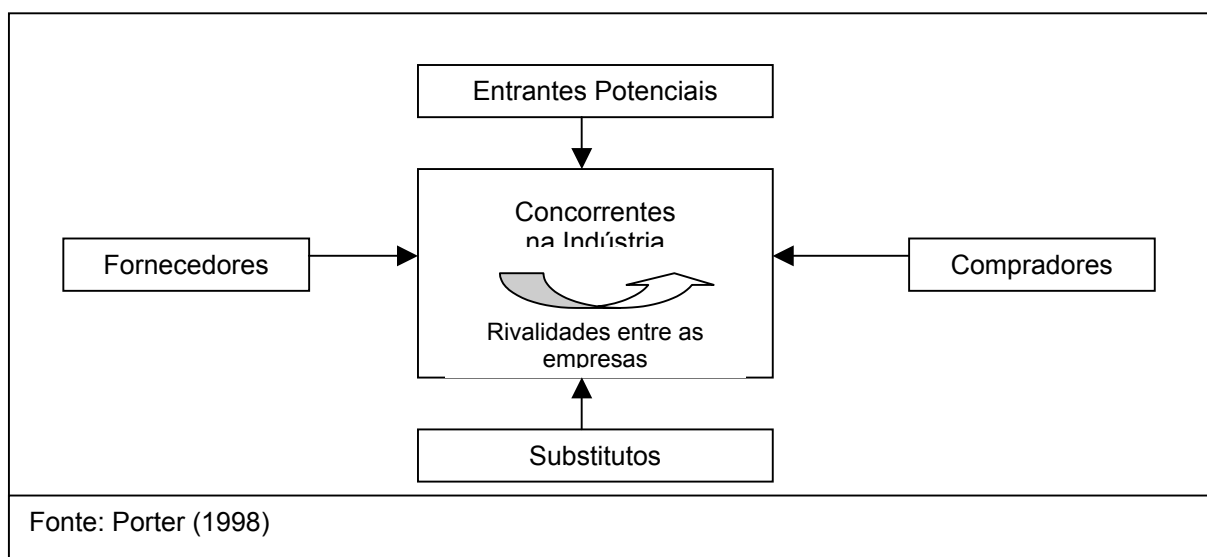 Entrantes Potenciais
Concorrentes
na Indústria
Fornecedores
Compradores
Rivalidades entre as
empresas
Substitutos
Fonte: Porter (1998)